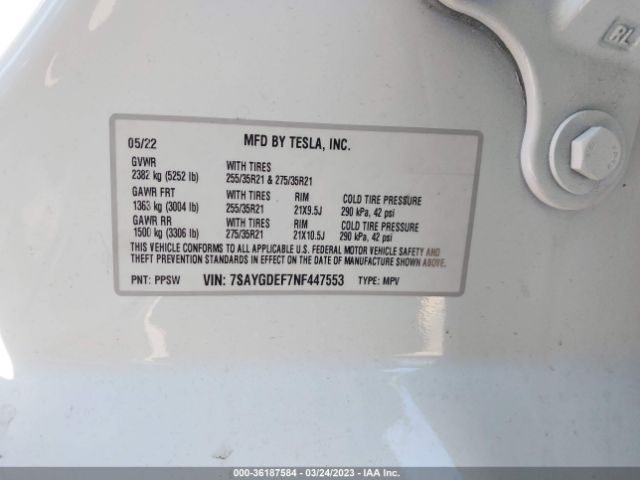 RL
05/22 MFD BY TESLA, INC.
GVWR WITH TIRES
2382 kg (5252 lb) 255/35R21 & 275/35R21
GAWR FRT WITH TIRES RIM COLD TIRE PRESSURE
1363 kg (3004 lb) 255/35R21 21X9.5J 290 kPa, 42 psi
GAWR RR WITH TIRES RIM COLD TIRE PRESSURE
1500 kg (3306 lb) 275/35R21 21X10.5J 290 kPa, 42 psi
THIS VEHICLE CONFORMS TO ALL APPLICABLE U.S. FEDERAL MOTOR VEHICLE SAFETY AND
THEFT PREVENTION STANDARDS IN EFFECT ON THE DATE OF MANUFACTURE SHOWN ABOVE.
PNT: PPSW VIN: 7SAYGDEF7NF447553 TYPE: MPV
000-36187584 - 03/24/2023 - IAA Inc.